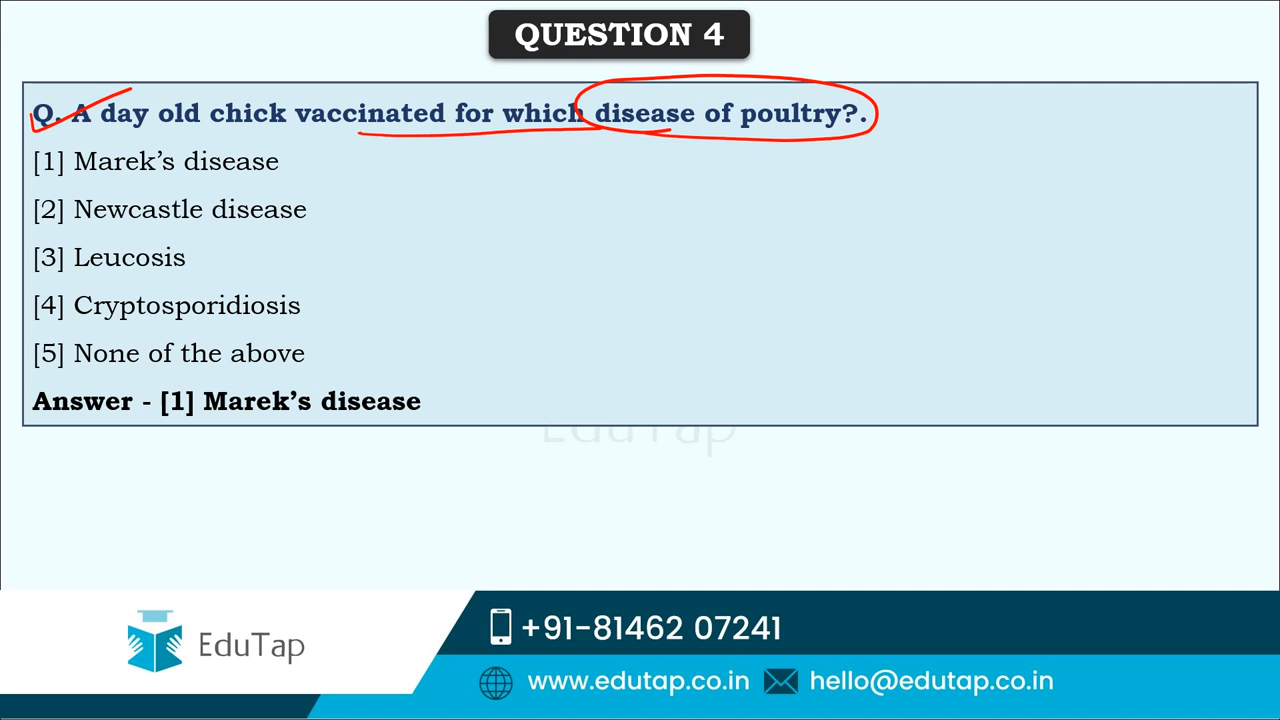 QUESTION 4
Q. A day old chick vaccinated for which disease of poultry?.
[1] Marek’s disease
[2] Newcastle disease
[3] Leucosis
[4] Cryptosporidiosis
[5] None of the above
Answer - [1] Marek’s disease
EduTap
EduTap
+91-81462 07241
www.edutap.co.in
hello@edutap.co.in